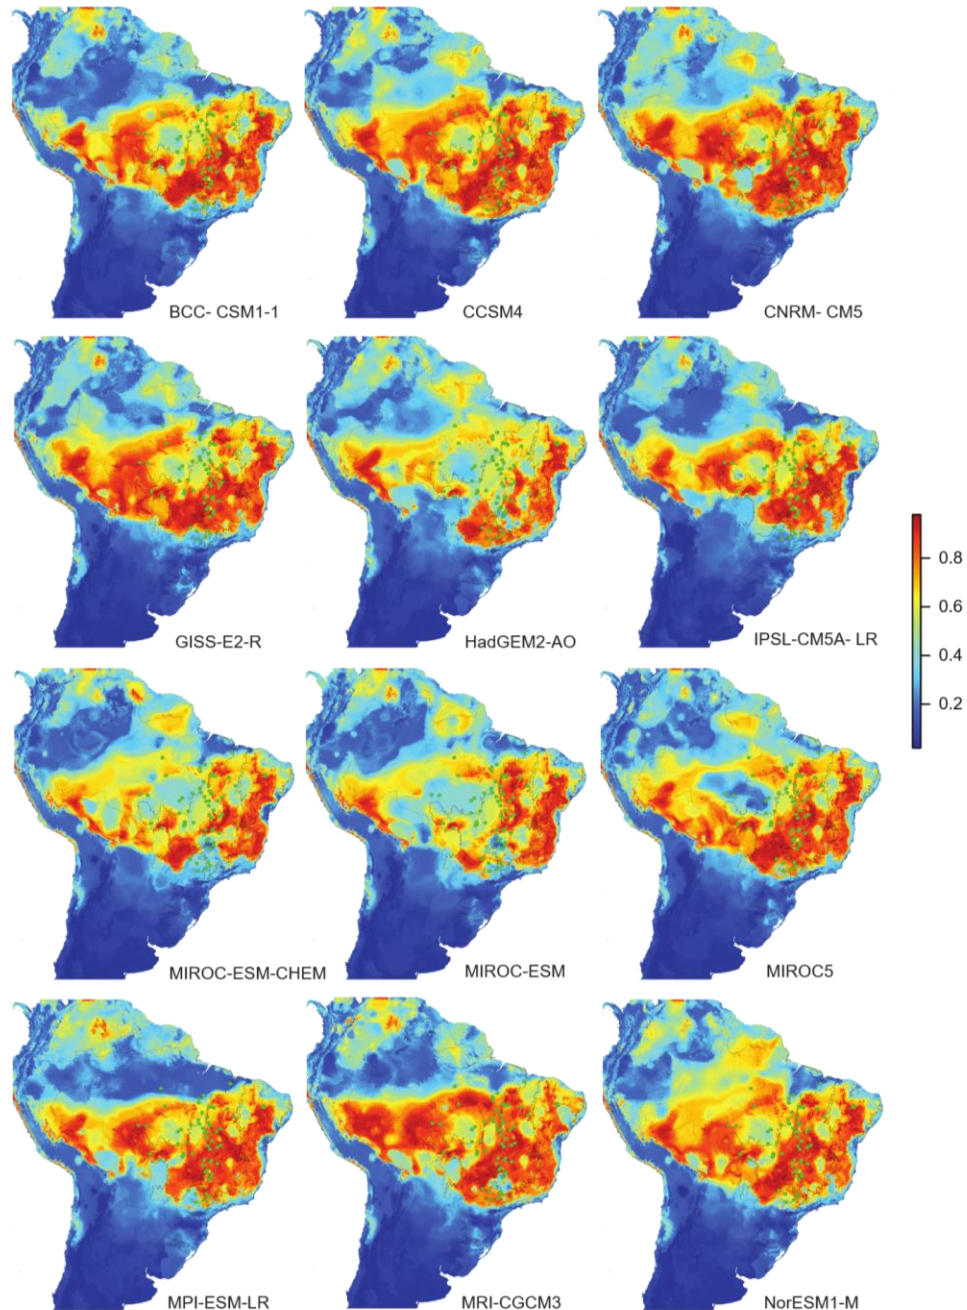 BCC- CSM1-1
CCSM4
CNRM- CM5
GISS-E2-R
HadGEM2-AO
IPSL-CM5A- LR
0.8
0.6
0.4
0.2
MIROC-ESM-CHEM
MIROC-ESM
MIROC5
MPI-ESM-LR
MRI-CGCM3
NorESM1-M